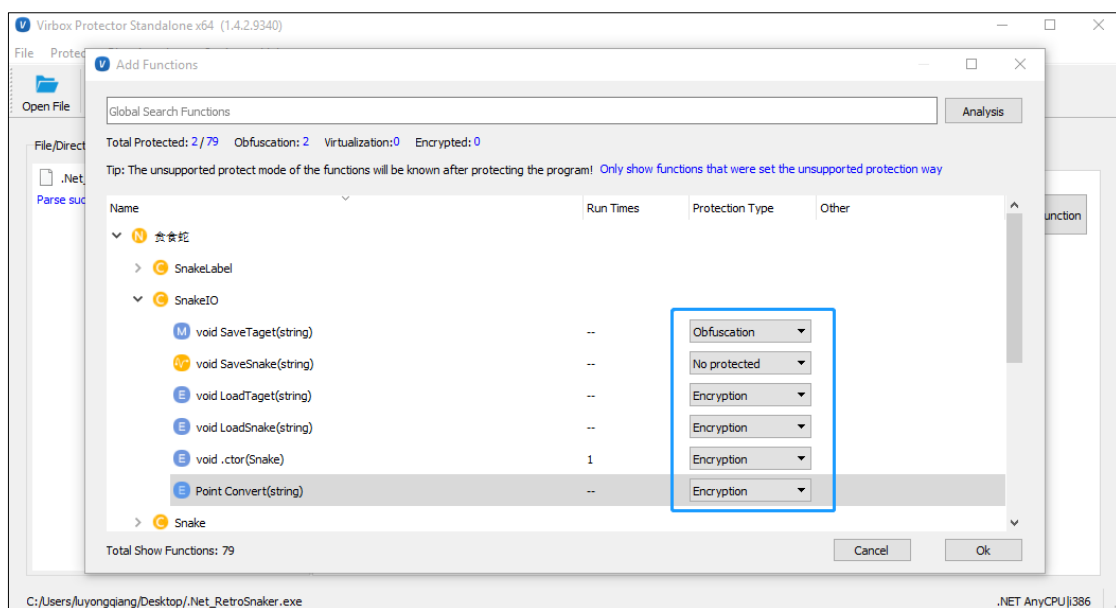 Virbox Protector Standalone x64 (1.4.2.9340)
File Protec
Add Functions
Open File
Global Search Functions
Analysis
File/Direct
Total Protected: 2/79 Obfuscation: 2 Virtualization:0 Encrypted: 0
.Net_
Tip: The unsupported protect mode of the functions will be known after protecting the program! Only show functions that were set the unsupported protection way
Parse suc
Name Run Times Protection Type Other
unction
N 贪食蛇
C SnakeLabel
C SnakeIO
M void SaveTaget(string) -- Obfuscation
void SaveSnake(string) -- No protected
E void LoadTaget(string) -- Encryption
E void LoadSnake(string) -- Encryption
E void .ctor(Snake) 1 Encryption
E Point Convert(string) -- Encryption
C Snake
Total Show Functions: 79
Cancel Ok
C:/Users/luyongqiang/Desktop/.Net_RetroSnaker.exe .NET AnyCPU|i386